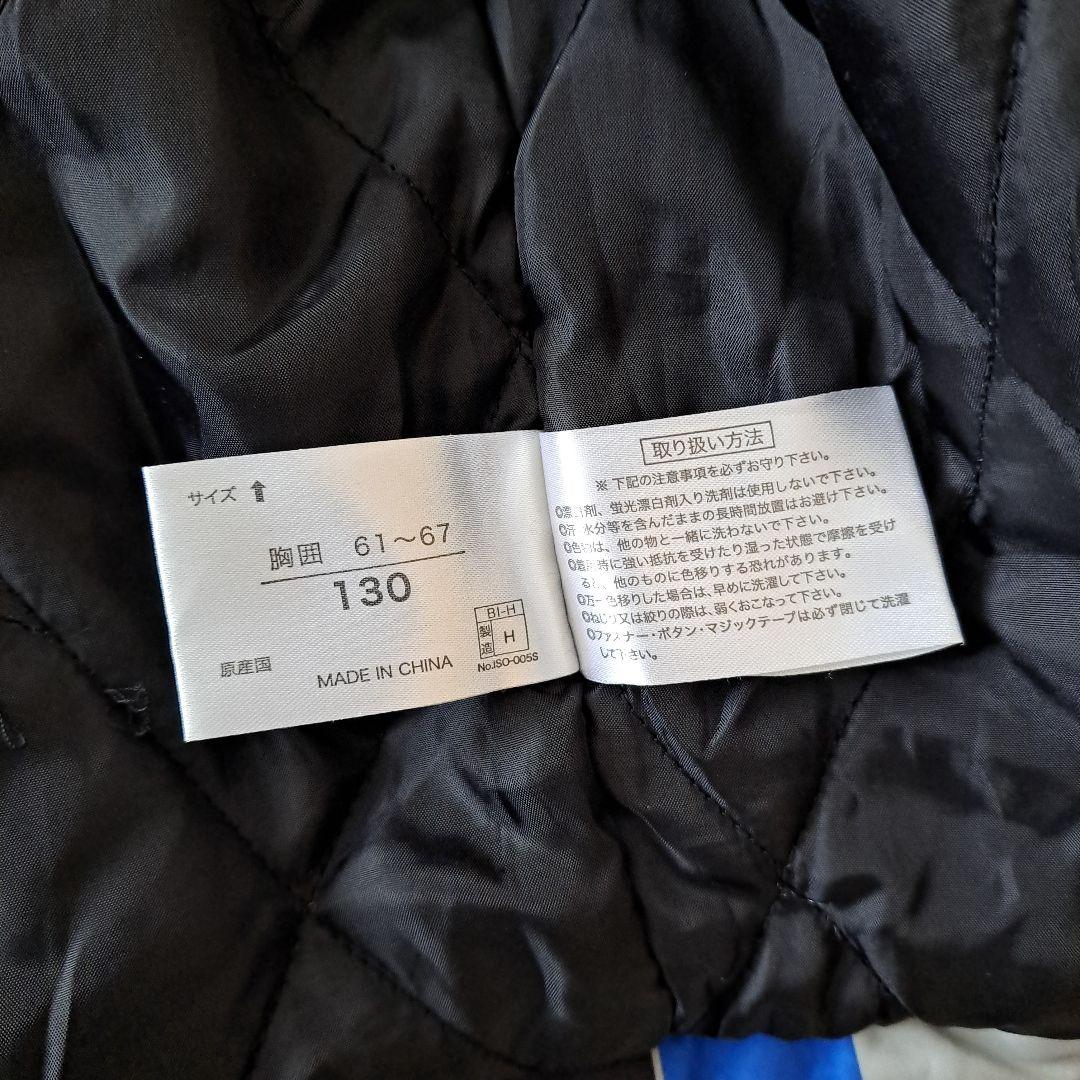 サイズ ⬆
胸囲 61～67
130
BI-H
製造 H
No.ISO-005S
原産国
MADE IN CHINA
取り扱い方法
※ 下記の注意事項を必ずお守り下さい。
剤、蛍光漂白剤入り洗剤は使用しないで下さい。
水分等を含んだままの長時間放置はお避け下さい。
は、他の物と一緒に洗わないで下さい。
時に強い抵抗を受けたり湿った状態で摩擦を受け
ると、他のものに色移りする恐れがあります。
万一色移りした場合は、早めに洗濯して下さい。
ねじり又は絞りの際は、弱くおこなって下さい。
ファスナー・ボタン・マジックテープは必ず閉じて洗濯
して下さい。